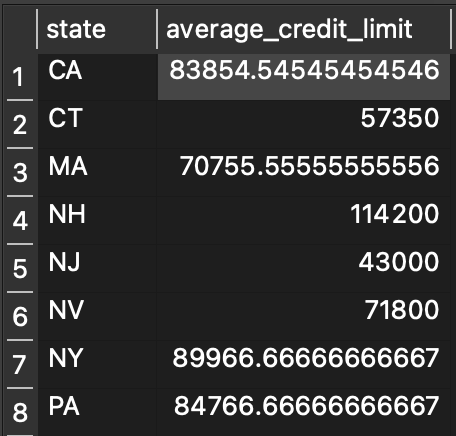 state average_credit_limit
1 CA 83854.54545454546
2 CT 57350
3 MA 70755.55555555556
4 NH 114200
5 NJ 43000
6 NV 71800
7 NY 89966.66666666667
8 PA 84766.66666666667